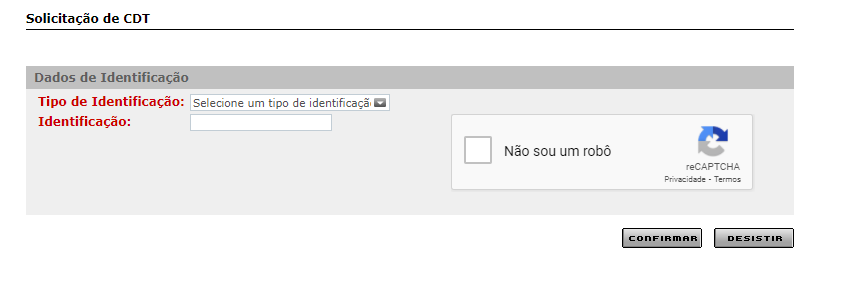 Solicitação de CDT
Dados de Identificação
Tipo de Identificação: Selecione um tipo de identificaçã
Identificação:
Não sou um robô
reCAPTCHA
Privacidade - Termos
CONFIRMAR DESISTIR